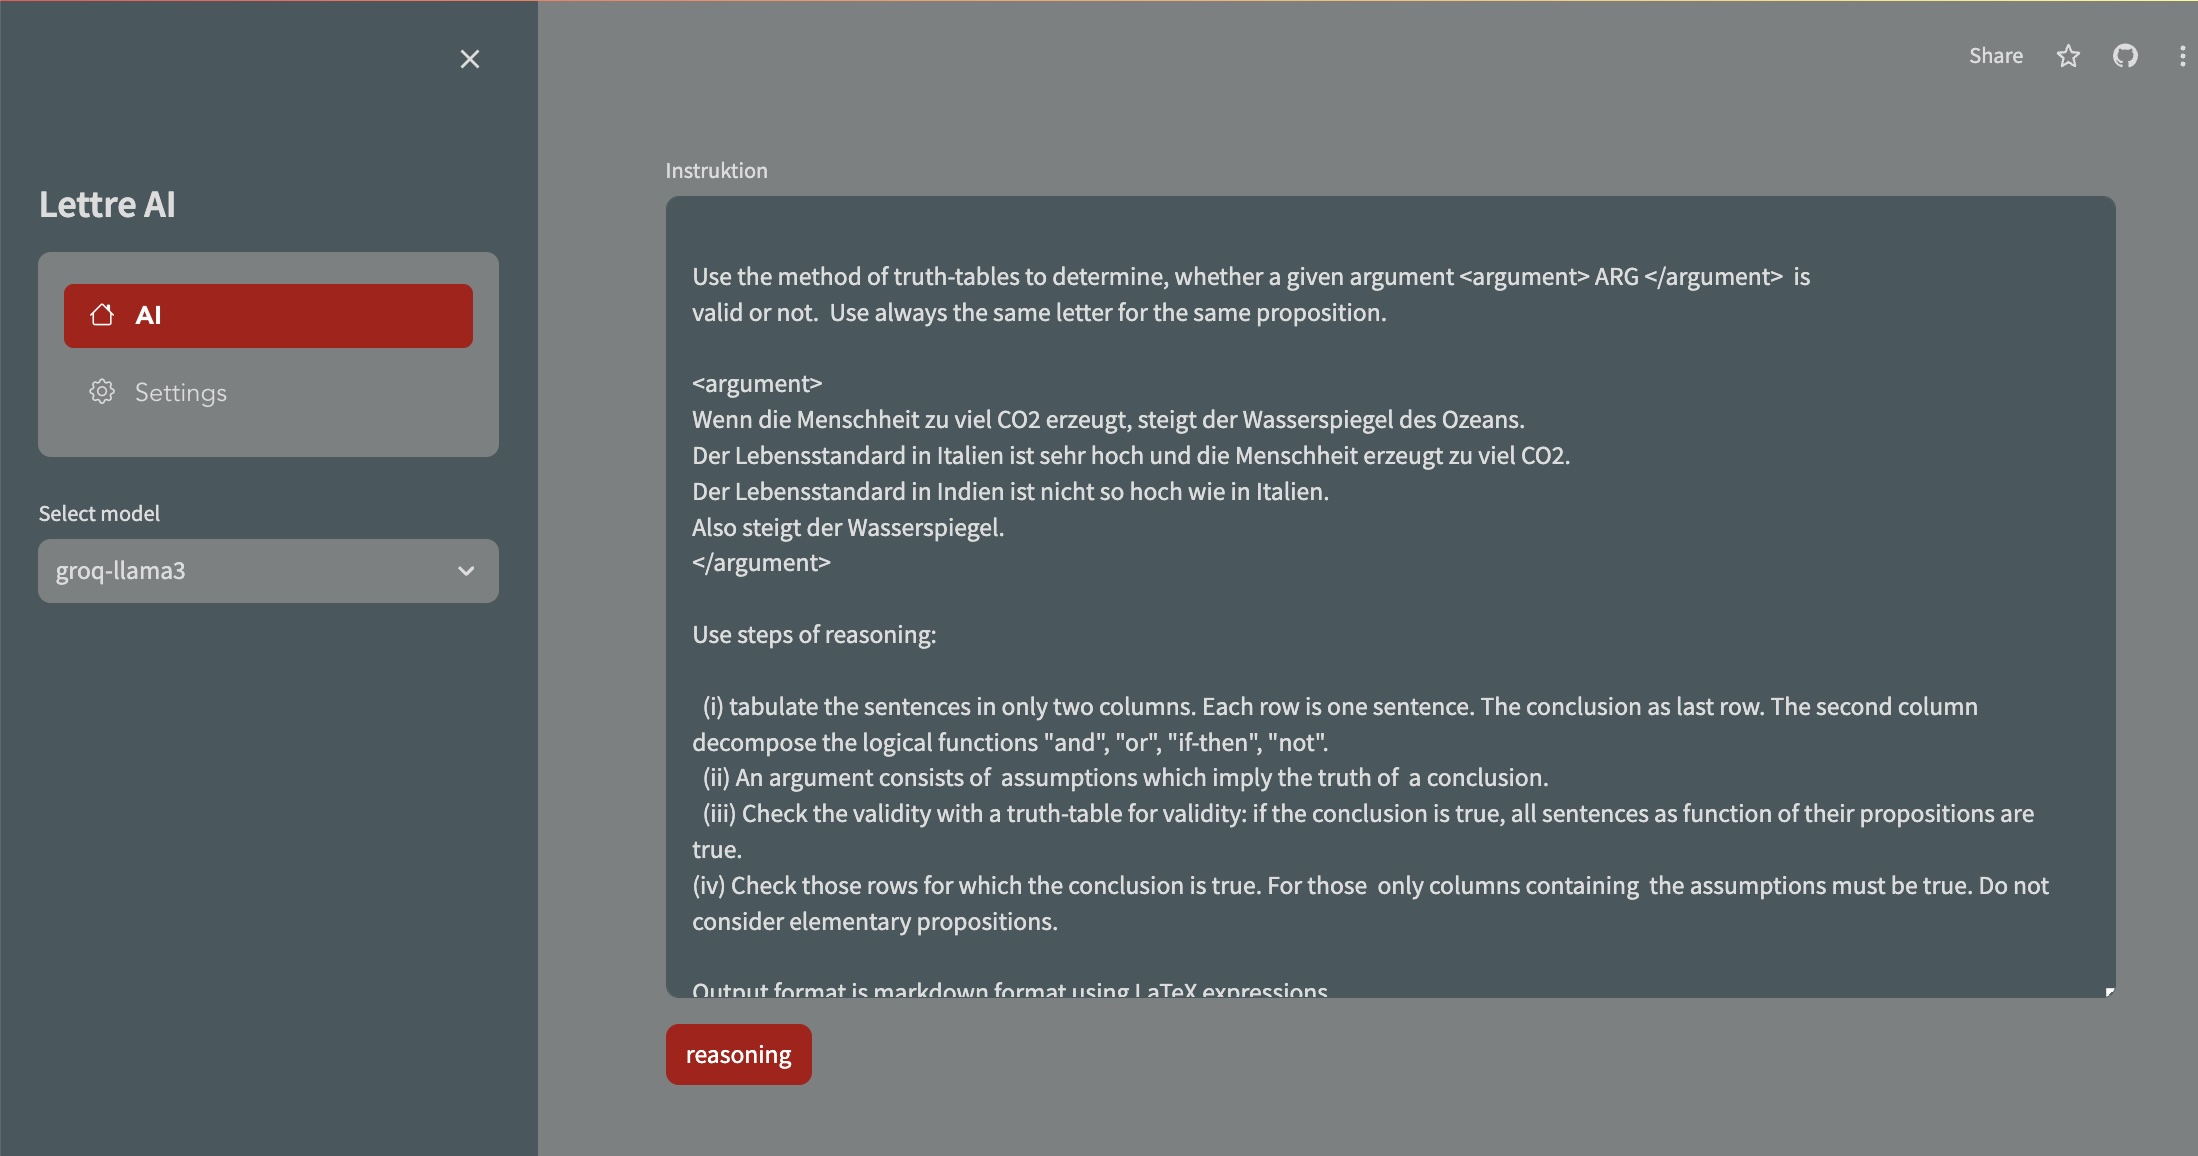 Share
Lettre AI
AI
Settings
Select model
groq-llama3
Instruktion
Use the method of truth-tables to determine, whether a given argument <argument> ARG </argument>  is
valid or not.  Use always the same letter for the same proposition.
<argument>
Wenn die Menschheit zu viel CO2 erzeugt, steigt der Wasserspiegel des Ozeans.
Der Lebensstandard in Italien ist sehr hoch und die Menschheit erzeugt zu viel CO2.
Der Lebensstandard in Indien ist nicht so hoch wie in Italien.
Also steigt der Wasserspiegel.
</argument>
Use steps of reasoning:
(i) tabulate the sentences in only two columns. Each row is one sentence. The conclusion as last row. The second column
decompose the logical functions "and", "or", "if-then", "not".
(ii) An argument consists of  assumptions which imply the truth of  a conclusion.
(iii) Check the validity with a truth-table for validity: if the conclusion is true, all sentences as function of their propositions are
true.
(iv) Check those rows for which the conclusion is true. For those  only columns containing  the assumptions must be true. Do not
consider elementary propositions.
Output format is markdown format using LaTeX expressions
reasoning